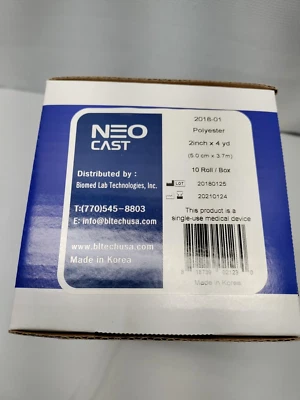 NEO
CAST
Distributed by :
Biomed Lab Technologies, Inc.
T:(770)545-8803
E: info@bltechusa.com
www.bltechusa.com
Made in Korea
2016-01
Polyester
2inch x 4 yd
(5.0 cm x 3.7m)
10 Roll / Box
LOT 20180125
20210124
This product is a
single-use medical device
Made in Korea